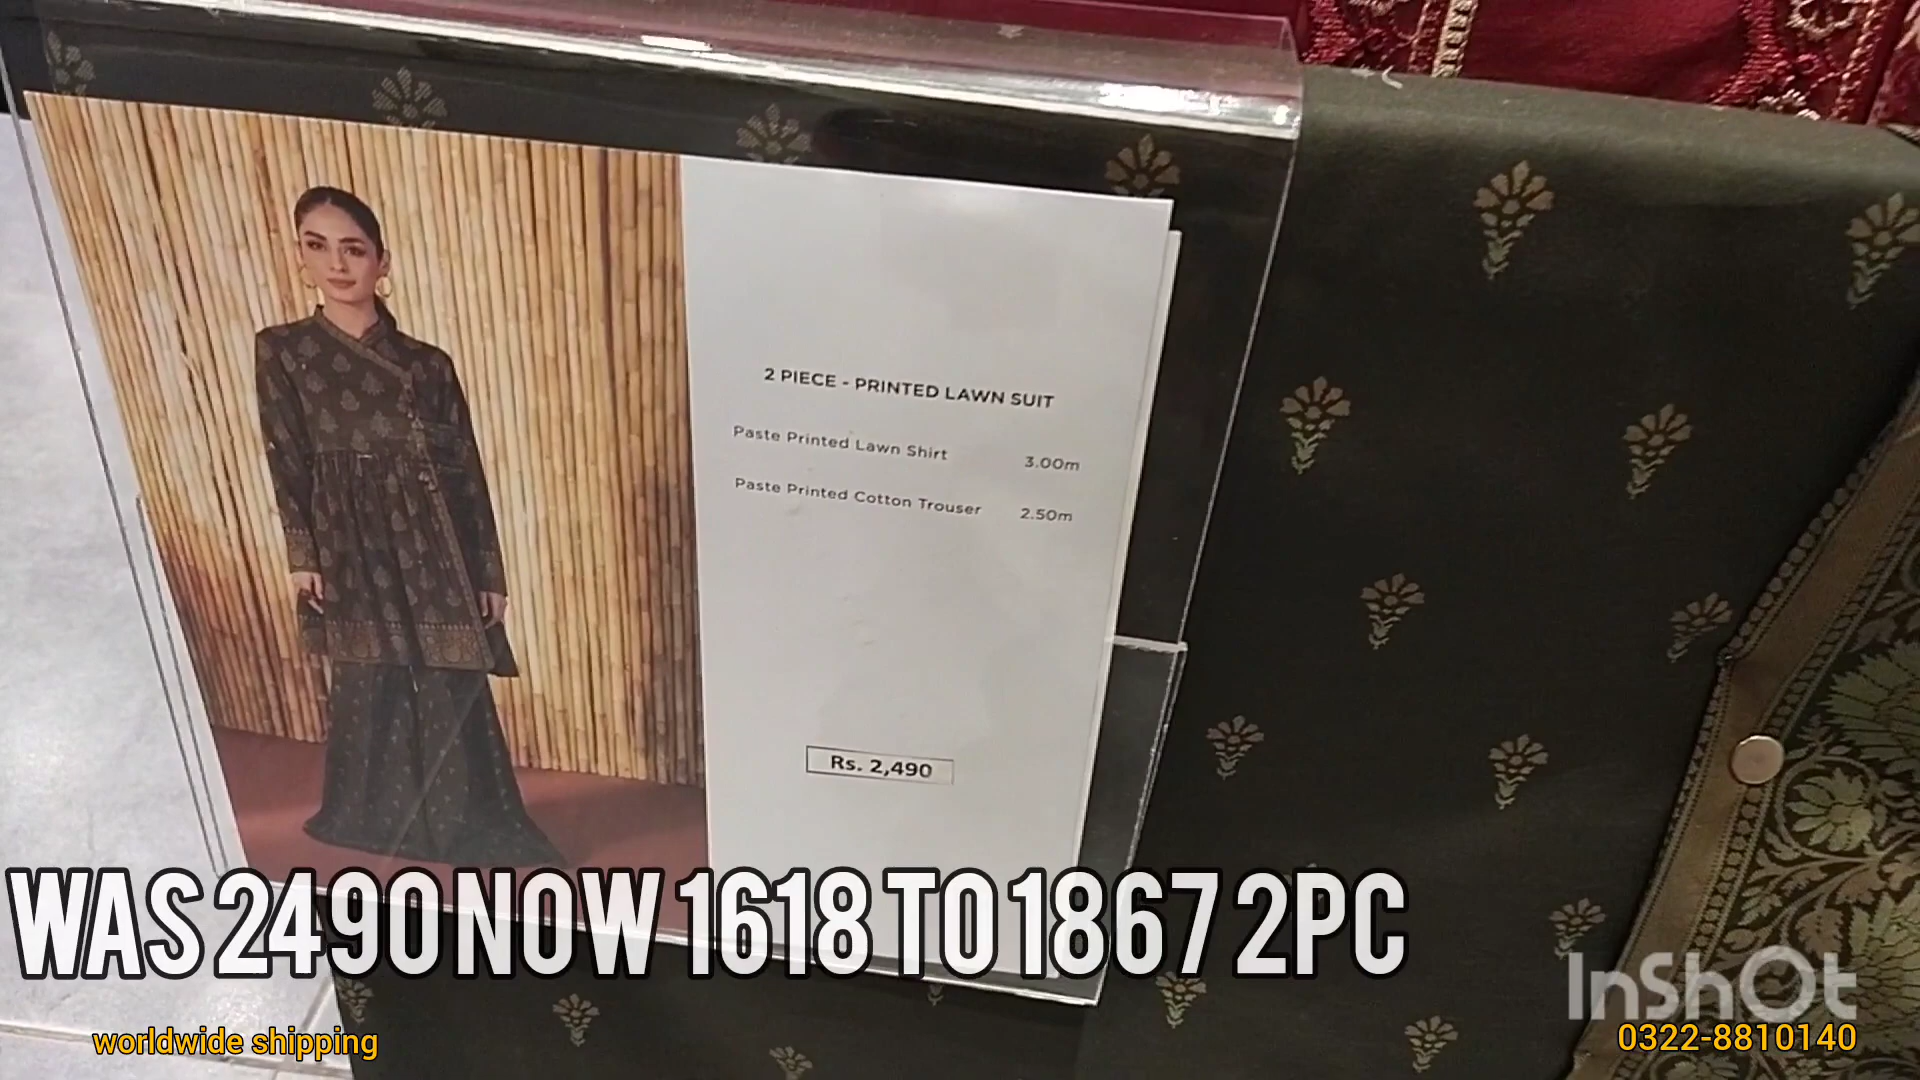 2 PIECE - PRINTED LAWN SUIT
Paste Printed Lawn Shirt 3.00m
Paste Printed Cotton Trouser 2.50m
Rs. 2,490
WAS 2490 NOW 1618 TO 1867 2PC
InShOt
worldwide shipping
0322-8810140